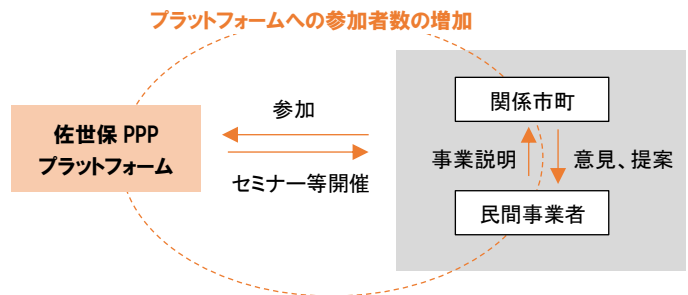 プラットフォームへの参加者数の増加
関係市町
参加
佐世保 PPP
プラットフォーム
事業説明
意見、提案
セミナー等開催
民間事業者